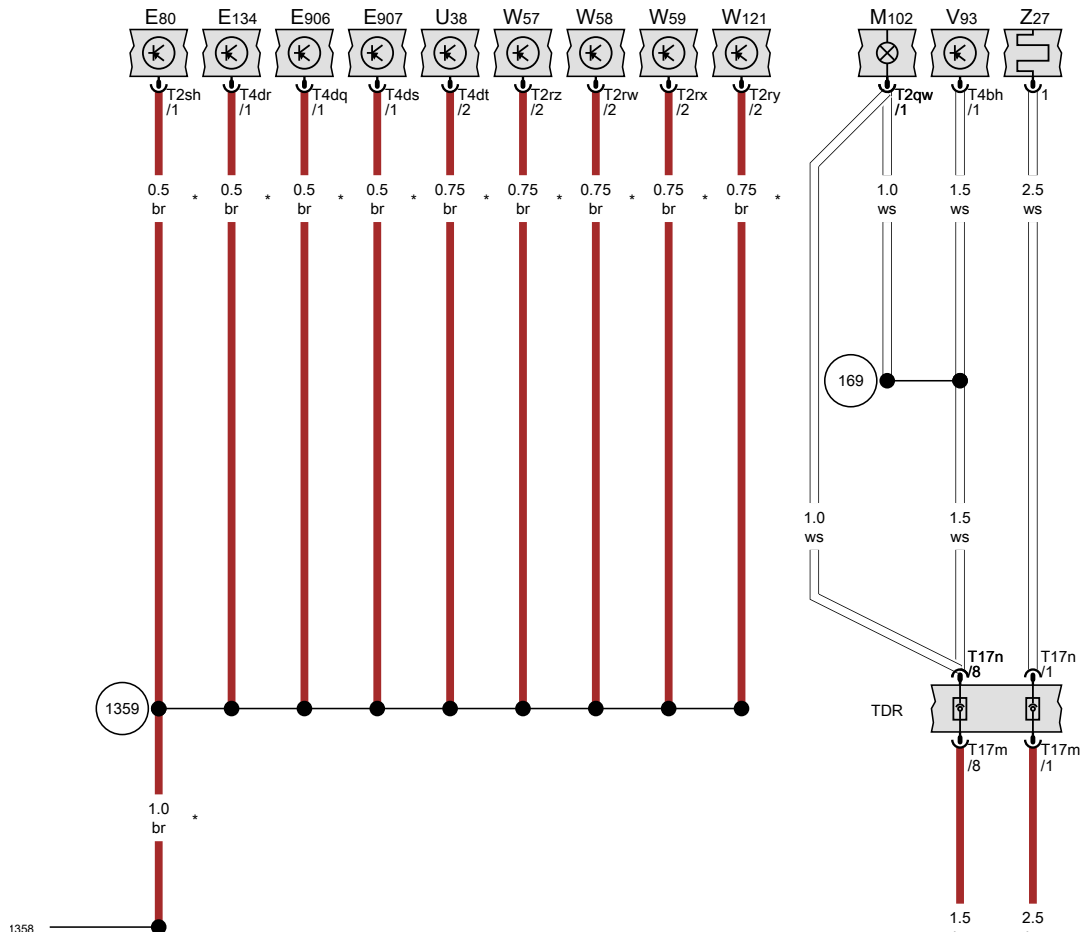 E80 E134 E906 E907 U38 W57 W58 W59 W121 M102 V93 Z27
T2sh T4dr T4dq T4ds T4dt T2rz T2rw T2rx T2ry T2qw T4bh 1
/1 /1 /1 /1 /2 /2 /2 /2 /2 /1 /1
0.5 0.5 0.5 0.5 0.75 0.75 0.75 0.75 0.75 1.0 1.5 2.5
br * br * br * br * br * br * br * br * br * ws ws ws
169
1.0 1.5
ws ws
T17n T17n
/8 /1
1359 TDR
T17m T17m
/8 /1
1.0
br *
1358 1.5 2.5